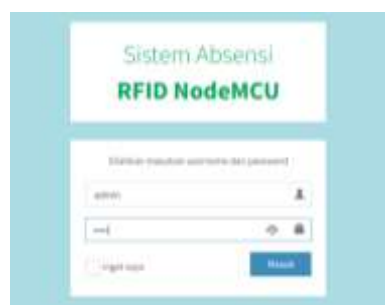 Sistem Absensi
RFID NodeMCU
Silahkan masukan username dan password
admin
Ingat saya
Masuk